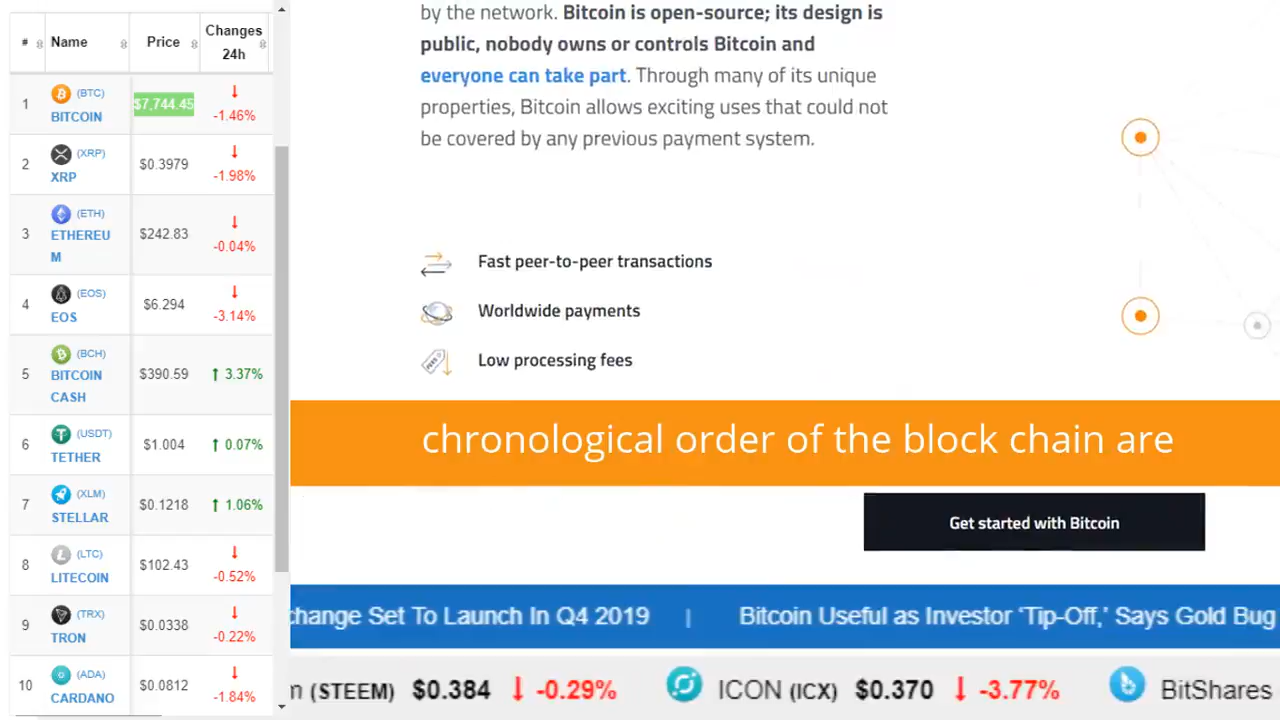 # Name Price Changes 24h
1 (BTC) BITCOIN $7,744.45 ↓ -1.46%
2 (XRP) XRP $0.3979 ↓ -1.98%
3 (ETH) ETHEREU M $242.83 ↓ -0.04%
4 (EOS) EOS $6.294 ↓ -3.14%
5 (BCH) BITCOIN CASH $390.59 ↑ 3.37%
6 (USDT) TETHER $1.004 ↑ 0.07%
7 (XLM) STELLAR $0.1218 ↑ 1.06%
8 (LTC) LITECOIN $102.43 ↓ -0.52%
9 (TRX) TRON $0.0338 ↓ -0.22%
10 (ADA) CARDANO $0.0812 ↓ -1.84%
by the network. Bitcoin is open-source; its design is
public, nobody owns or controls Bitcoin and
everyone can take part. Through many of its unique
properties, Bitcoin allows exciting uses that could not
be covered by any previous payment system.
Fast peer-to-peer transactions
Worldwide payments
Low processing fees
chronological order of the block chain are
Get started with Bitcoin
change Set To Launch In Q4 2019 | Bitcoin Useful as Investor ‘Tip-Off,’ Says Gold Bug
m (STEEM) $0.384 ↓ -0.29% ICON (ICX) $0.370 ↓ -3.77% BitShares